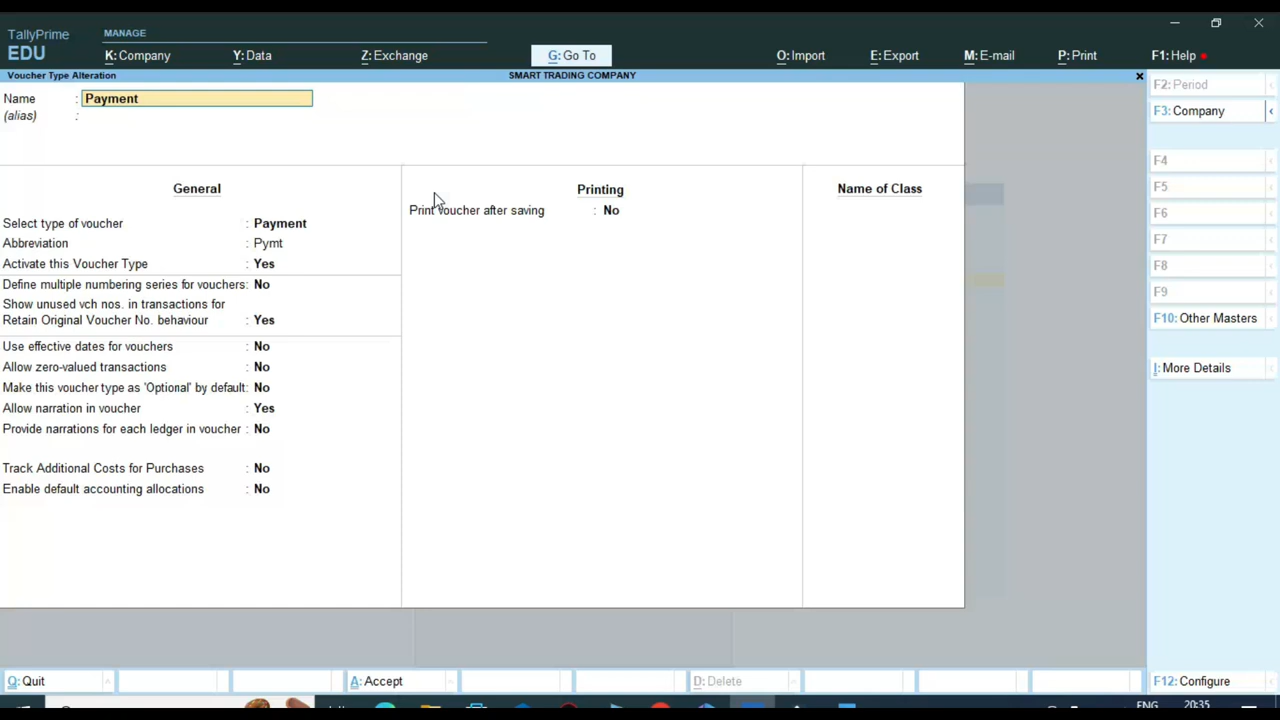 TallyPrime
EDU
MANAGE
K: Company
Y: Data
Z: Exchange
G: Go To
O: Import
E: Export
M: E-mail
P: Print
F1: Help
Voucher Type Alteration
SMART TRADING COMPANY
×
Name : Payment
(alias) :
General
Select type of voucher : Payment
Abbreviation : Pymt
Activate this Voucher Type : Yes
Define multiple numbering series for vouchers: No
Show unused vch nos. in transactions for
Retain Original Voucher No. behaviour : Yes
Use effective dates for vouchers : No
Allow zero-valued transactions : No
Make this voucher type as 'Optional' by default: No
Allow narration in voucher : Yes
Provide narrations for each ledger in voucher : No
Track Additional Costs for Purchases : No
Enable default accounting allocations : No
Printing
Print voucher after saving : No
Name of Class
F2: Period
F3: Company
F4
F5
F6
F7
F8
F9
F10: Other Masters
I: More Details
F12: Configure
Q: Quit
A: Accept
D: Delete
ENG
20:35